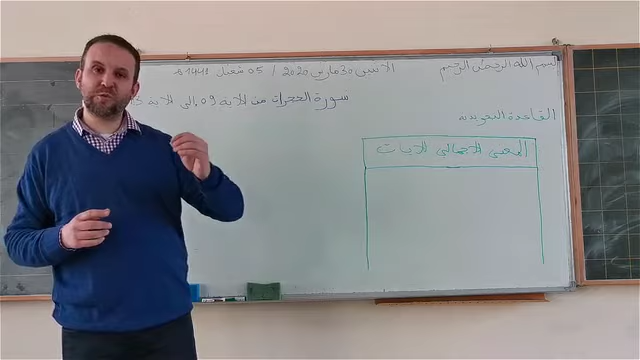 بسم الله الرحمن الرحيم
الاثنين 30 مارس 2020 / 05 شعبان 1441 هـ
سورة الحجرات من الآية 09 إلى الآية
القاعدة التجويدية
المعنى الإجمالي للآيات